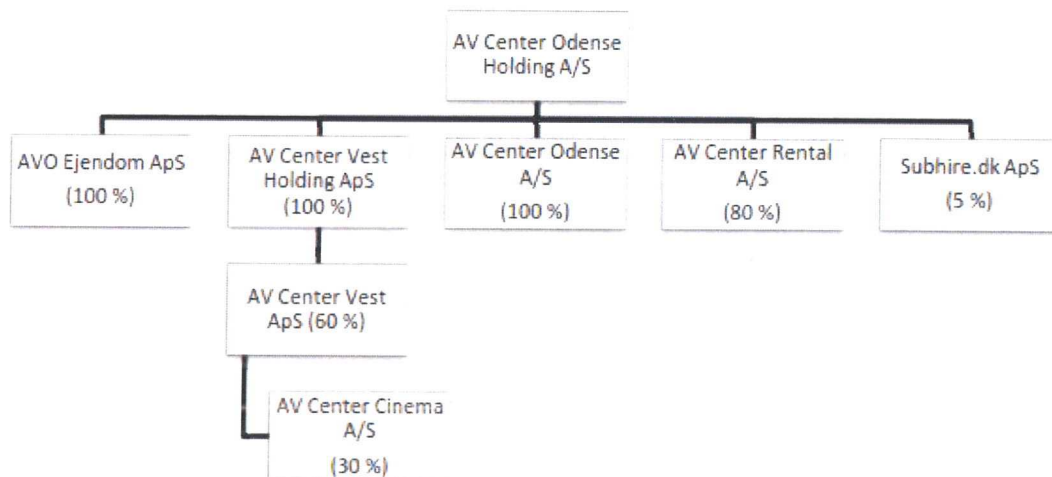 AV Center Odense
Holding A/S
AVO Ejendom ApS
(100 %)
AV Center Vest
Holding ApS
(100 %)
AV Center Odense
A/S
(100 %)
AV Center Rental
A/S
(80 %)
Subhire.dk ApS
(5 %)
AV Center Vest
ApS (60 %)
AV Center Cinema
A/S
(30 %)